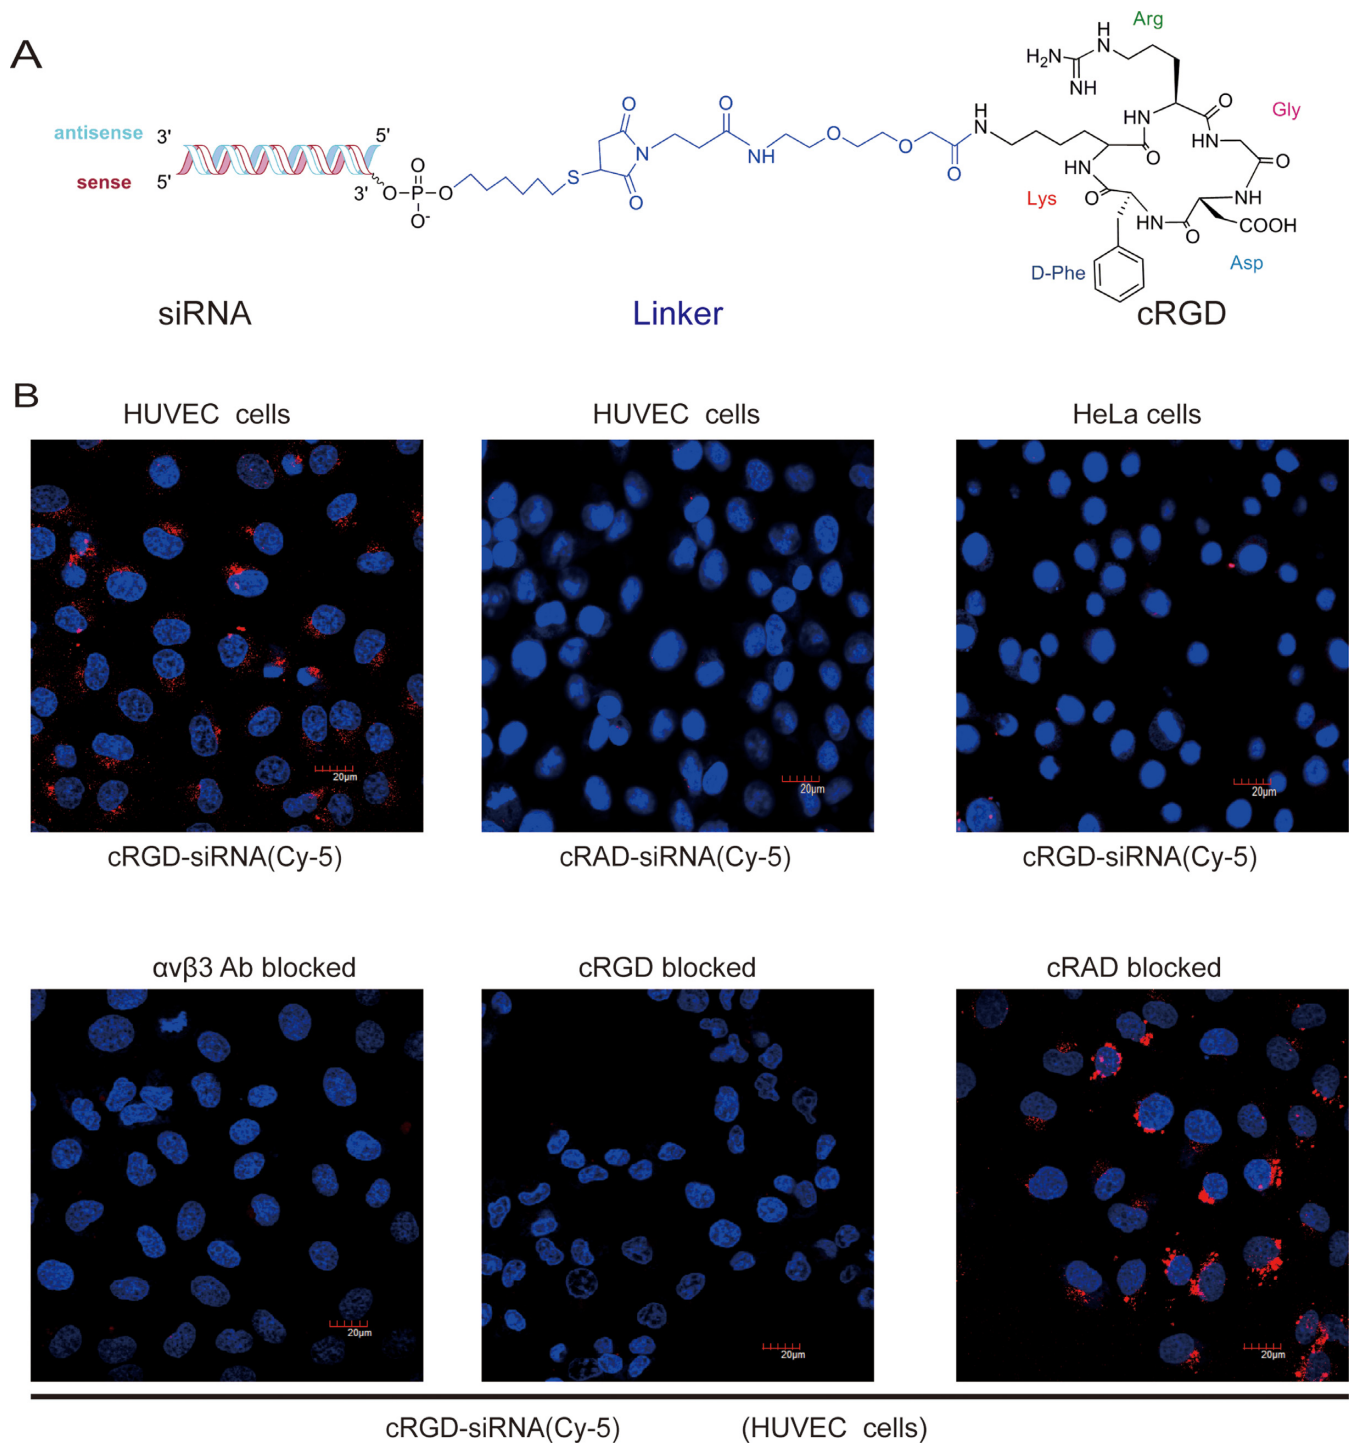 A
Arg
H
H₂N
N
NH
O
Gly
antisense
3'
5'
O
O
H
N
HN
O
HN
O
O
sense
5'
3'
O
P
O
O
O⁻
S
N
O
O
NH
O
O
O
HN
O
Lys
O
HN
O
NH
COOH
D-Phe
Asp
siRNA
Linker
cRGD
B
HUVEC cells
HUVEC cells
HeLa cells
20μm
20μm
20μm
cRGD-siRNA(Cy-5)
cRAD-siRNA(Cy-5)
cRGD-siRNA(Cy-5)
αvβ3 Ab blocked
cRGD blocked
cRAD blocked
20μm
20μm
20μm
cRGD-siRNA(Cy-5)
(HUVEC cells)